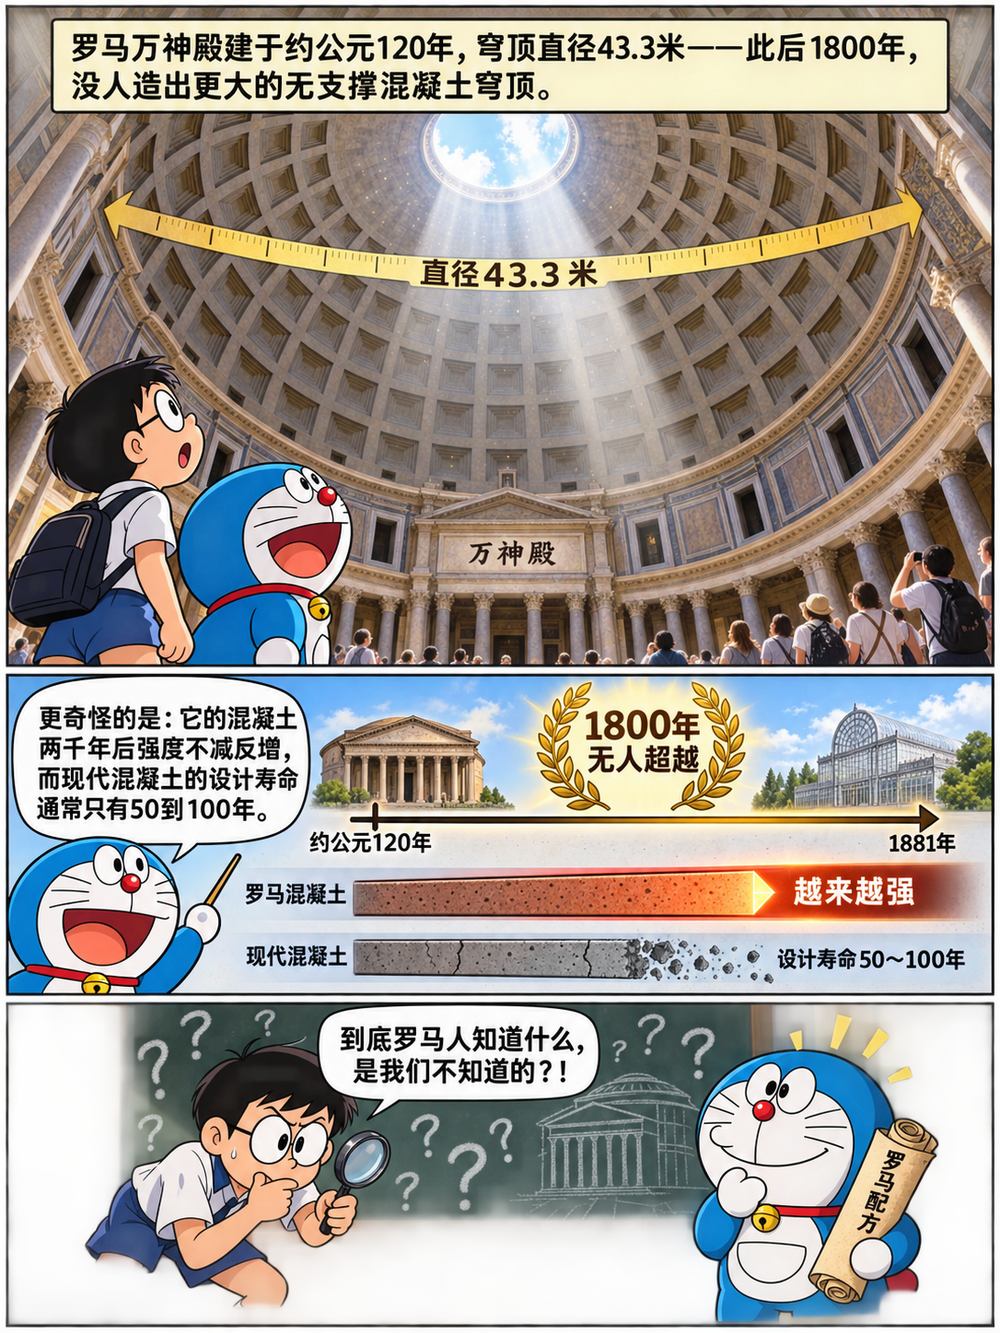 罗马万神殿建于约公元120年，穹顶直径43.3米——此后1800年，
没人造出更大的无支撑混凝土穹顶。
直径43.3米
万神殿
更奇怪的是：它的混凝土
两千年后强度不减反增，
而现代混凝土的设计寿命
通常只有50到100年。
1800年
无人超越
约公元120年
1881年
罗马混凝土
越来越强
现代混凝土
设计寿命50～100年
到底罗马人知道什么，
是我们不知道的？！
罗马配方